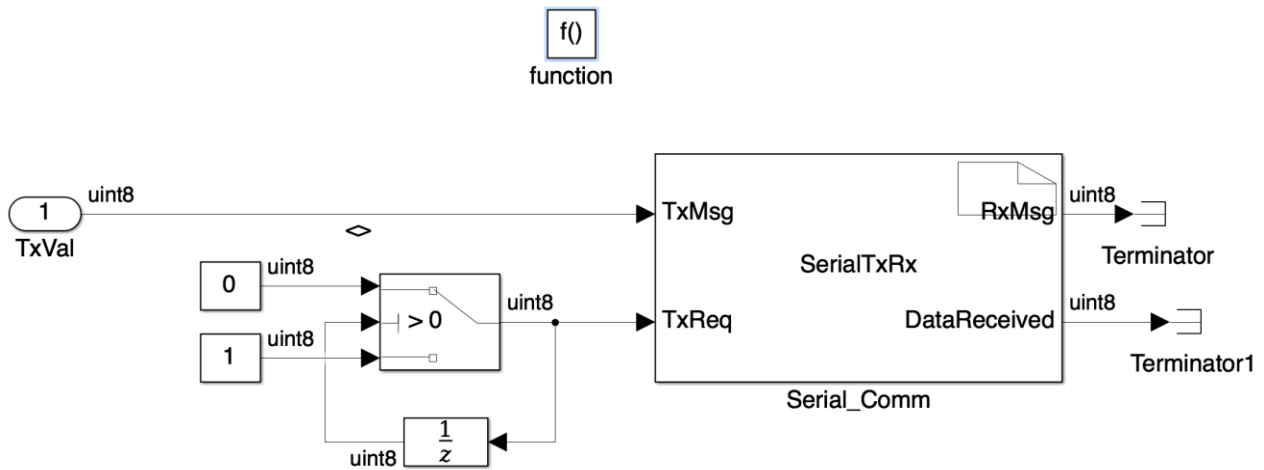 f()
function
uint8
1
TxVal
TxMsg
RxMsg
uint8
Terminator
SerialTxRx
0
uint8
> 0
uint8
TxReq
DataReceived
uint8
Terminator1
1
uint8
Serial_Comm
1
z
uint8